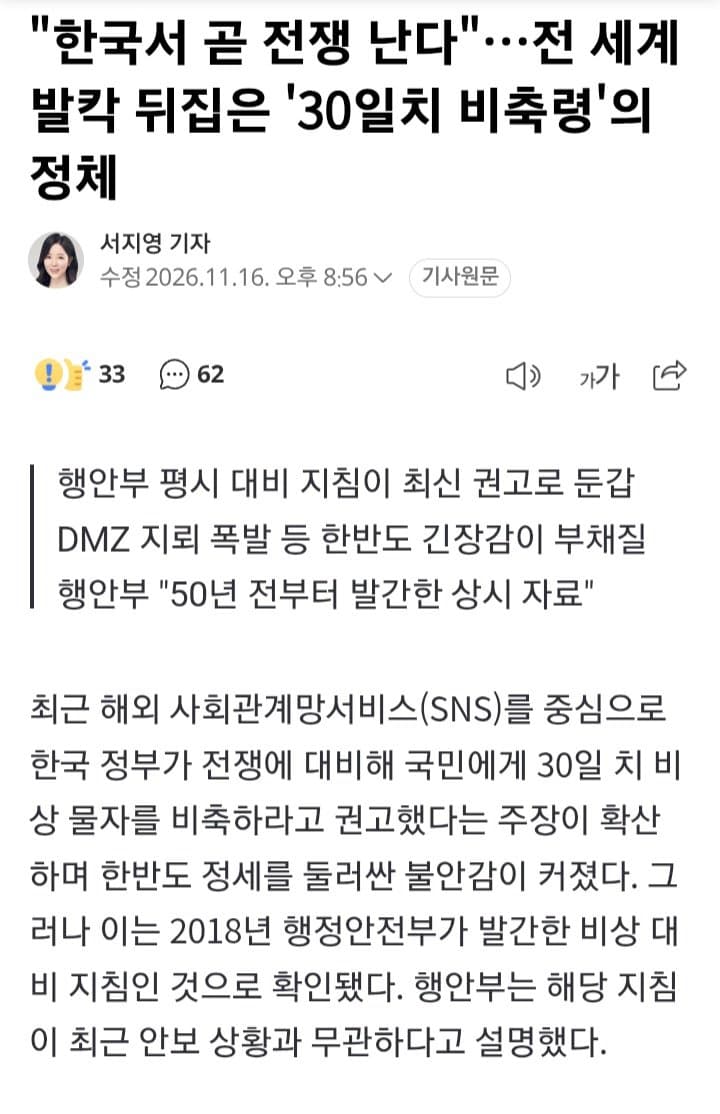 "한국서 곧 전쟁 난다"…전 세계
발칵 뒤집은 '30일치 비축령'의
정체
서지영 기자
수정 2026.11.16. 오후 8:56
기사원문
33
62
가가
행안부 평시 대비 지침이 최신 권고로 둔갑
DMZ 지뢰 폭발 등 한반도 긴장감이 부채질
행안부 "50년 전부터 발간한 상시 자료"
최근 해외 사회관계망서비스(SNS)를 중심으로
한국 정부가 전쟁에 대비해 국민에게 30일 치 비
상 물자를 비축하라고 권고했다는 주장이 확산
하며 한반도 정세를 둘러싼 불안감이 커졌다. 그
러나 이는 2018년 행정안전부가 발간한 비상 대
비 지침인 것으로 확인됐다. 행안부는 해당 지침
이 최근 안보 상황과 무관하다고 설명했다.